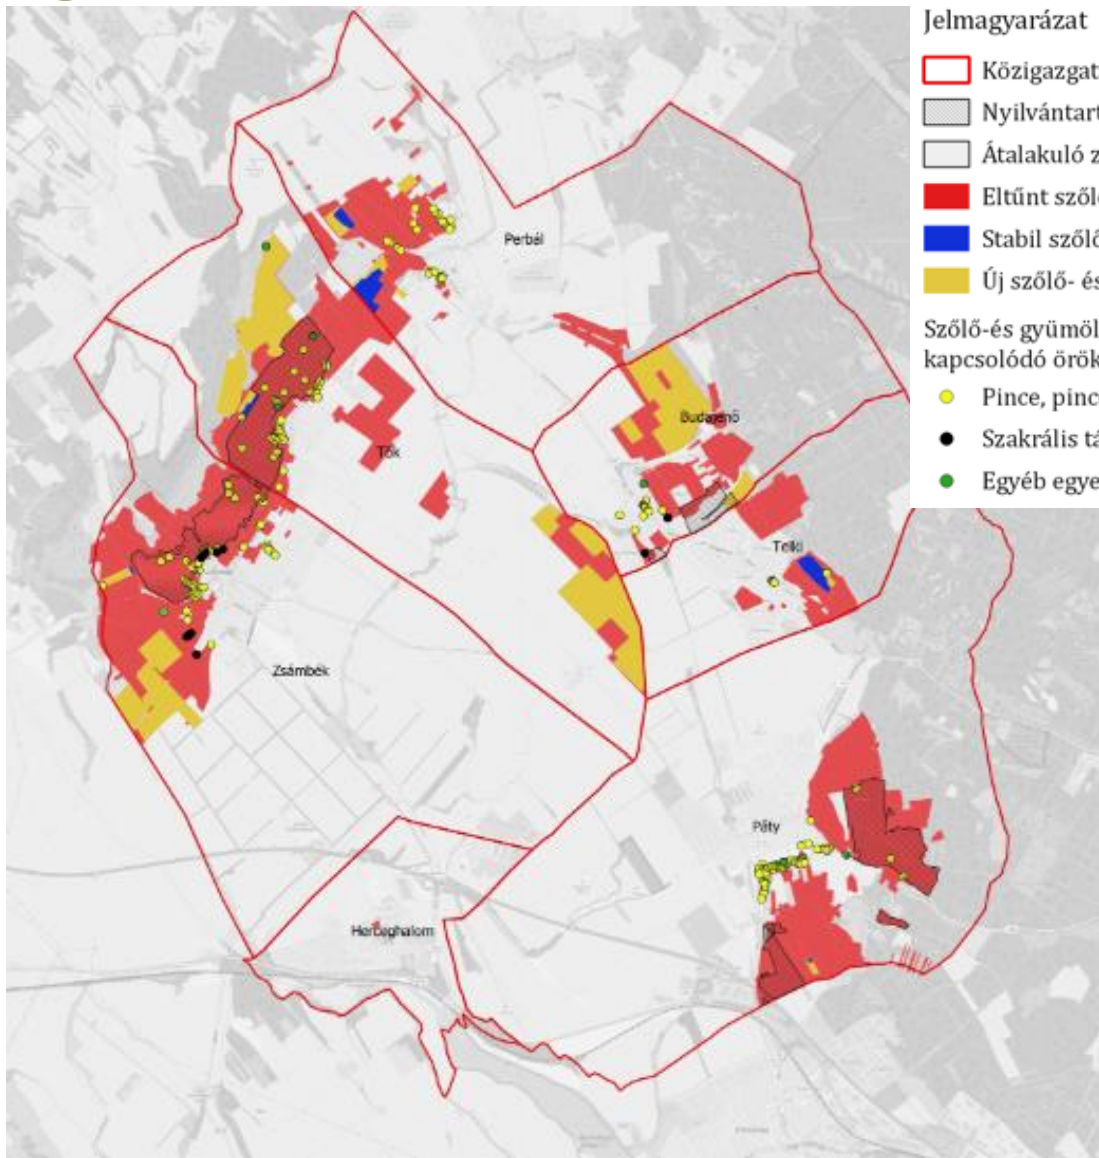 Jelmagyarázat
Közigazgat
Nyilvántart
Átalakuló z
Eltűnt szőlő
Stabil szőlő
Új szőlő- és
Szőlő-és gyümöl
kapcsolódó örök
Pince, pince
Szakrális tá
Egyéb egye
Perbál
Budajenő
Tök
Telki
Zsámbék
Páty
Herceghalom